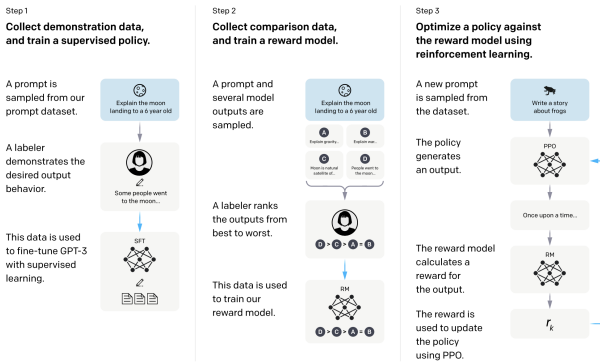 Step 1
Collect demonstration data,
and train a supervised policy.
A prompt is
sampled from our
prompt dataset.
Explain the moon
landing to a 6 year old
A labeler
demonstrates the
desired output
behavior.
Some people went
to the moon...
This data is used
to fine-tune GPT-3
with supervised
learning.
SFT
Step 2
Collect comparison data,
and train a reward model.
A prompt and
several model
outputs are
sampled.
Explain the moon
landing to a 6 year old
A
Explain gravity...
B
Explain war...
C
Moon is natural
satellite of...
D
People went to
the moon...
A labeler ranks
the outputs from
best to worst.
D > C > A = B
This data is used
to train our
reward model.
RM
D > C > A = B
Step 3
Optimize a policy against
the reward model using
reinforcement learning.
A new prompt
is sampled from
the dataset.
Write a story
about frogs
The policy
generates
an output.
PPO
Once upon a time...
The reward model
calculates a
reward for
the output.
RM
The reward is
used to update
the policy
using PPO.
rk